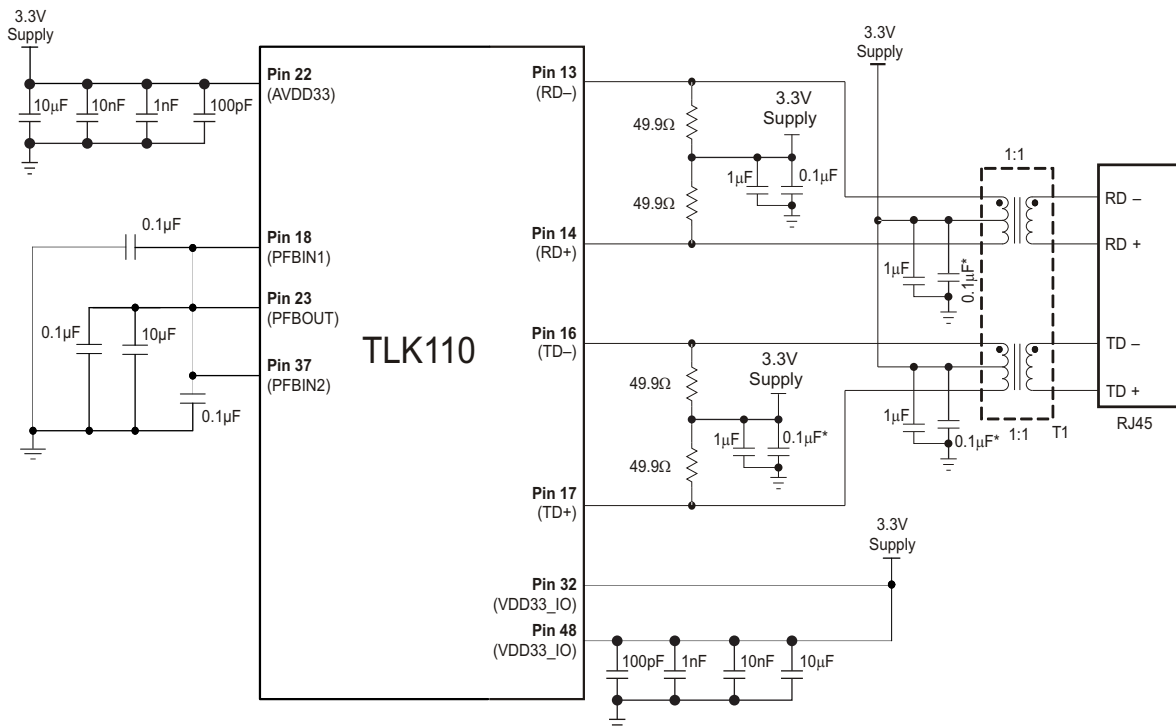 3.3V
Supply
10µF
10nF
1nF
100pF
Pin 22
(AVDD33)
0.1µF
Pin 18
(PFBIN1)
Pin 23
(PFBOUT)
0.1µF
10µF
Pin 37
(PFBIN2)
0.1µF
TLK110
Pin 13
(RD–)
Pin 14
(RD+)
Pin 16
(TD–)
Pin 17
(TD+)
Pin 32
(VDD33_IO)
Pin 48
(VDD33_IO)
49.9Ω
49.9Ω
3.3V
Supply
1µF
0.1µF
49.9Ω
49.9Ω
3.3V
Supply
1µF
0.1µF*
3.3V
Supply
1µF
0.1µF*
1µF
0.1µF*
1:1
1:1
T1
RD –
RD +
TD –
TD +
RJ45
3.3V
Supply
100pF
1nF
10nF
10µF